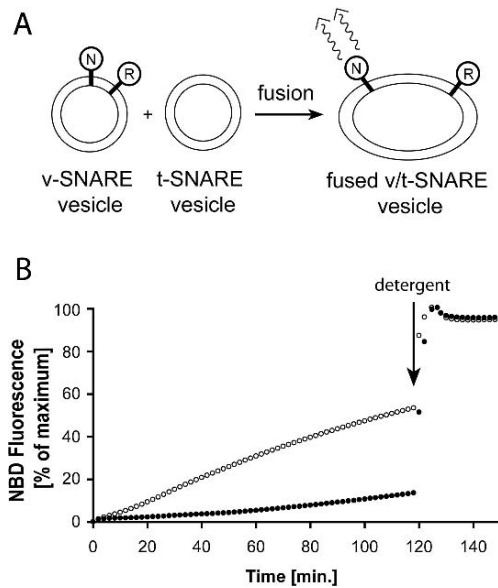 A
N
R
N
R
+
fusion
v-SNARE
vesicle
t-SNARE
vesicle
fused v/t-SNARE
vesicle
B
detergent
NBD Fluorescence
[% of maximum]
100
80
60
40
20
0
0
20
40
60
80
100
120
140
Time [min.]